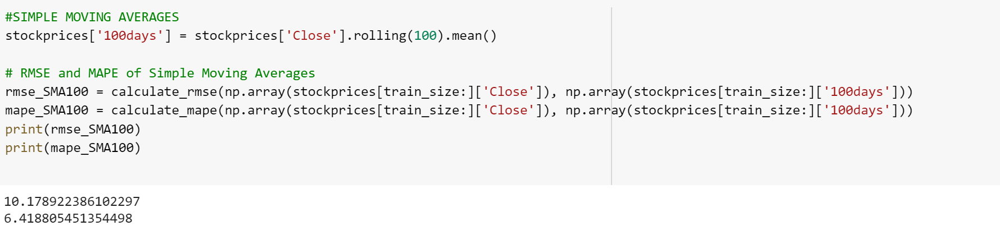 #SIMPLE MOVING AVERAGES
stockprices['100days'] = stockprices['Close'].rolling(100).mean()
# RMSE and MAPE of Simple Moving Averages
rmse_SMA100 = calculate_rmse(np.array(stockprices[train_size:]['Close']), np.array(stockprices[train_size:]['100days']))
mape_SMA100 = calculate_mape(np.array(stockprices[train_size:]['Close']), np.array(stockprices[train_size:]['100days']))
print(rmse_SMA100)
print(mape_SMA100)
10.178922386102297
6.418805451354498